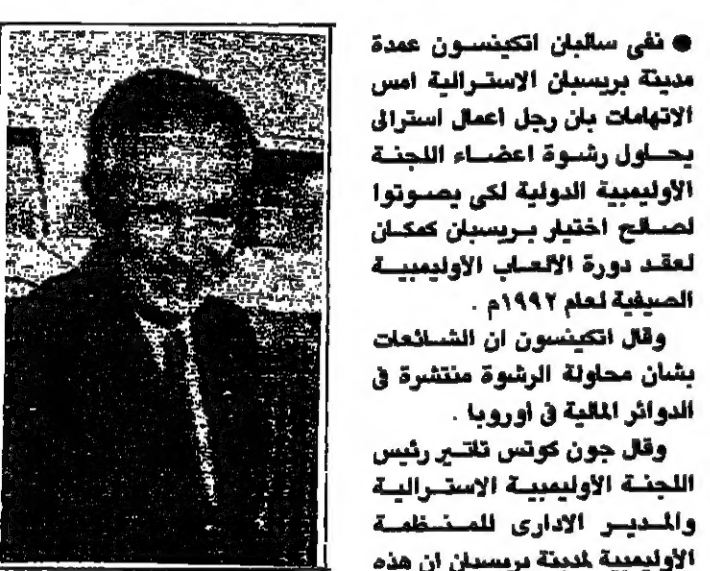 ● نفى سالبان اتكينسون عمدة
مدينة بريسبان الاسترالية امس
الاتهامات بان رجل اعمال استرالى
يحاول رشوة اعضاء اللجنة
الأوليمبية الدولية لكى يصوتوا
لصالح اختيار بريسبان كمكان
لعقد دورة الألعاب الأوليمبية
الصيفية لعام ١٩٩٢م .
وقال اتكينسون ان الشائعات
بشان محاولة الرشوة منتشرة فى
الدوائر المالية فى أوروبا .
وقال جون كوتس نائب رئيس
اللجنة الأوليمبية الاسترالية
والمدير الادارى للمنظمة
الأوليمبية لمدينة بريسبان ان هذه